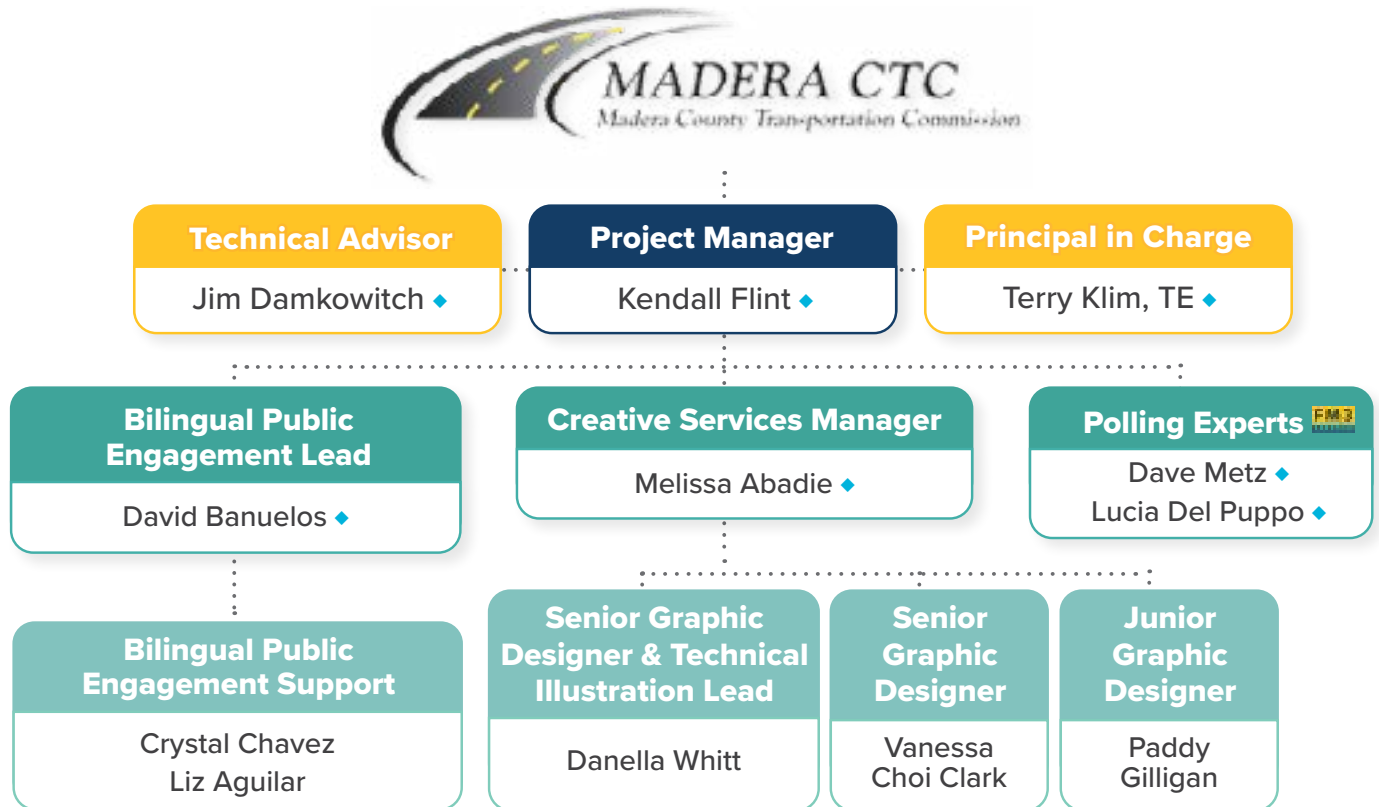 MADERA CTC
Madera County Transportation Commission
Technical Advisor
Jim Damkowitch
Project Manager
Kendall Flint
Principal in Charge
Terry Klim, TE
Bilingual Public
Engagement Lead
David Banuelos
Creative Services Manager
Melissa Abadie
Polling Experts FM3
Dave Metz
Lucia Del Puppo
Bilingual Public
Engagement Support
Crystal Chavez
Liz Aguilar
Senior Graphic
Designer & Technical
Illustration Lead
Danella Whitt
Senior
Graphic
Designer
Vanessa
Choi Clark
Junior
Graphic
Designer
Paddy
Gilligan